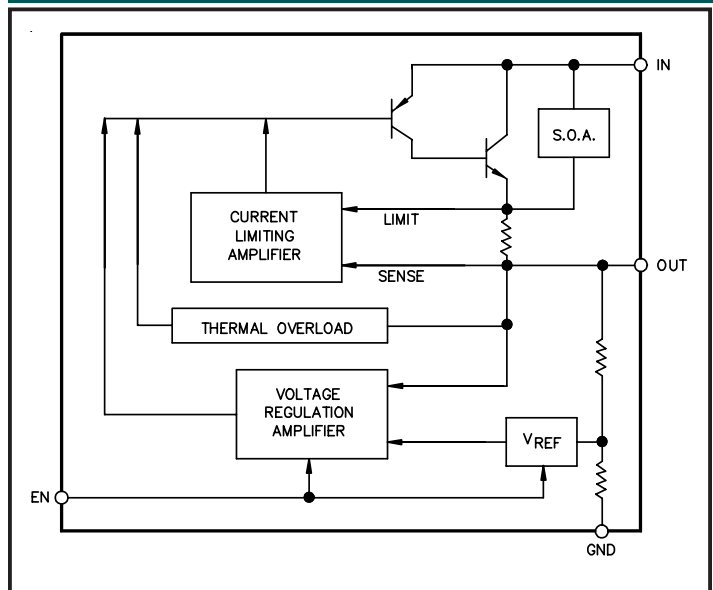 IN
S.O.A.
CURRENT
LIMITING
AMPLIFIER
LIMIT
SENSE
OUT
THERMAL OVERLOAD
VOLTAGE
REGULATION
AMPLIFIER
VREF
EN
GND